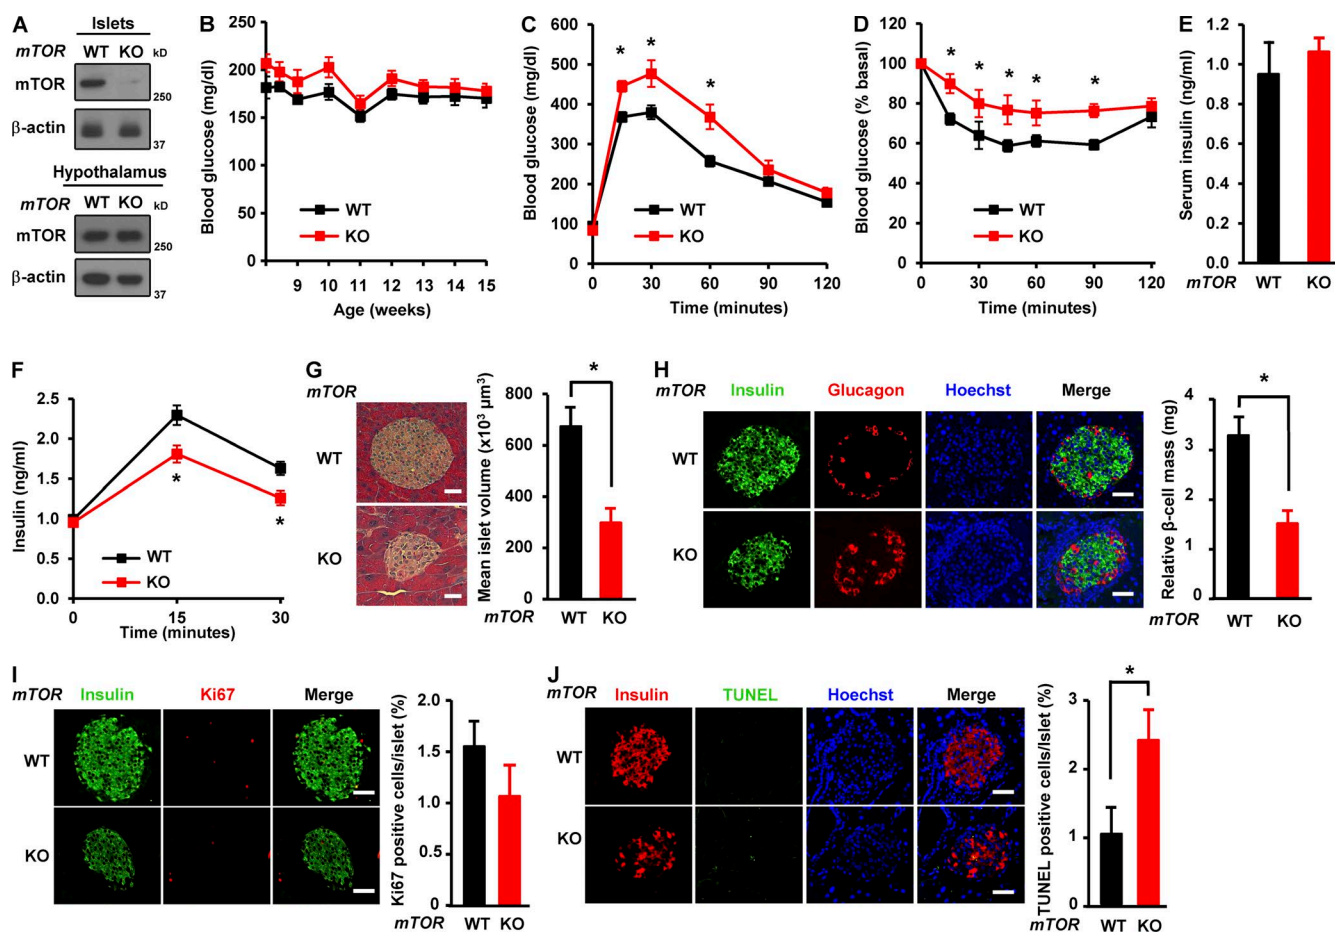 A
Islets
mTOR WT KO kD
mTOR
250
β-actin
37
Hypothalamus
mTOR WT KO kD
mTOR
250
β-actin
37
B
Blood glucose (mg/dl)
250
200
150
100
50
0
WT
KO
9 10 11 12 13 14 15
Age (weeks)
C
Blood glucose (mg/dl)
600
500
400
300
200
100
0
* * *
WT
KO
0 30 60 90 120
Time (minutes)
D
Blood glucose (% basal)
120
100
80
60
40
20
0
* * * * *
WT
KO
0 30 60 90 120
Time (minutes)
E
Serum insulin (ng/ml)
1.2
1.0
0.8
0.6
0.4
0.2
0.0
mTOR WT KO
F
Insulin (ng/ml)
2.5
2.0
1.5
1.0
0.5
0.0
* *
WT
KO
0 15 30
Time (minutes)
G
mTOR
WT
KO
Mean islet volume (x10³ µm³)
800
600
400
200
0
*
mTOR WT KO
H
mTOR Insulin Glucagon Hoechst Merge
WT
KO
Relative β-cell mass (mg)
4
3
2
1
0
*
mTOR WT KO
I
mTOR Insulin Ki67 Merge
WT
KO
Ki67 positive cells/islet (%)
2.0
1.5
1.0
0.5
0
mTOR WT KO
J
mTOR Insulin TUNEL Hoechst Merge
WT
KO
TUNEL positive cells/islet (%)
3
2
1
0
*
mTOR WT KO